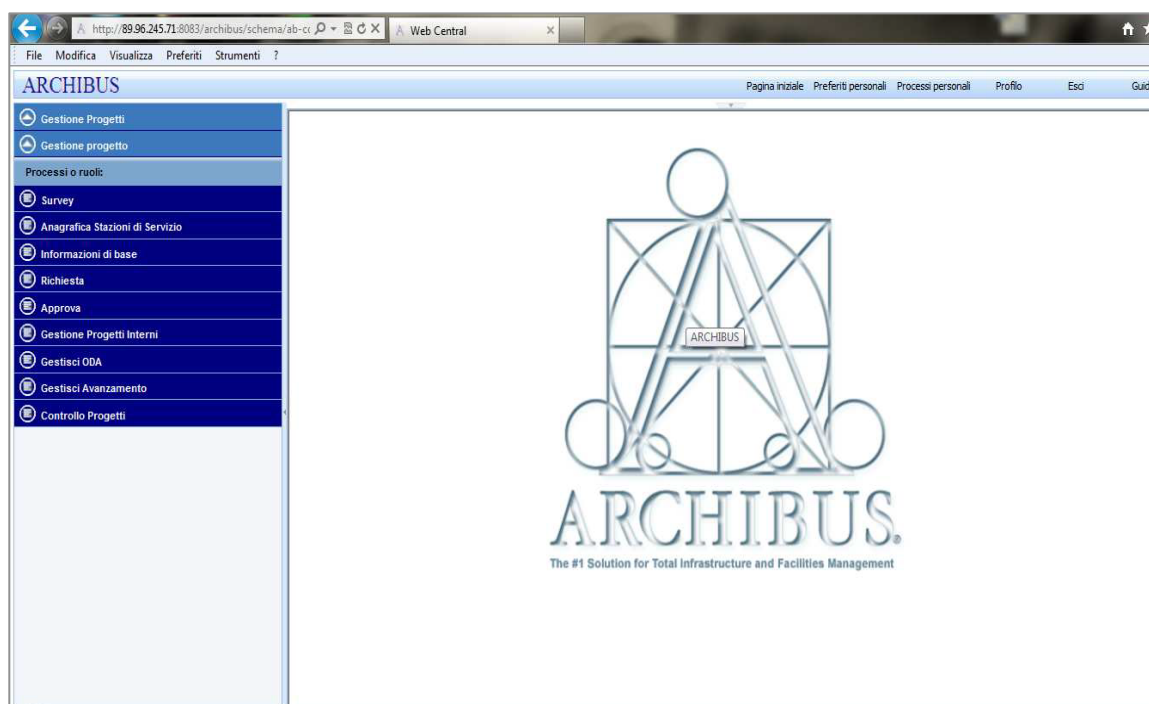 http://89.96.245.71:8083/archibus/schema/ab-cc
Web Central
File Modifica Visualizza Preferiti Strumenti ?
ARCHIBUS
Pagina iniziale Preferiti personali Processi personali Profilo Esci Guid
Gestione Progetti
Gestione progetto
Processi o ruoli:
Survey
Anagrafica Stazioni di Servizio
Informazioni di base
Richiesta
Approva
Gestione Progetti Interni
Gestisci ODA
Gestisci Avanzamento
Controllo Progetti
ARCHIBUS
ARCHIBUS®
The #1 Solution for Total Infrastructure and Facilities Management